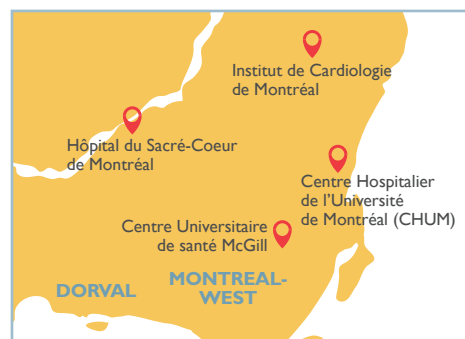 Institut de Cardiologie
de Montréal
Hôpital du Sacré-Coeur
de Montréal
Centre Hospitalier
de l’Université
de Montréal (CHUM)
Centre Universitaire
de santé McGill
MONTREAL-
WEST
DORVAL